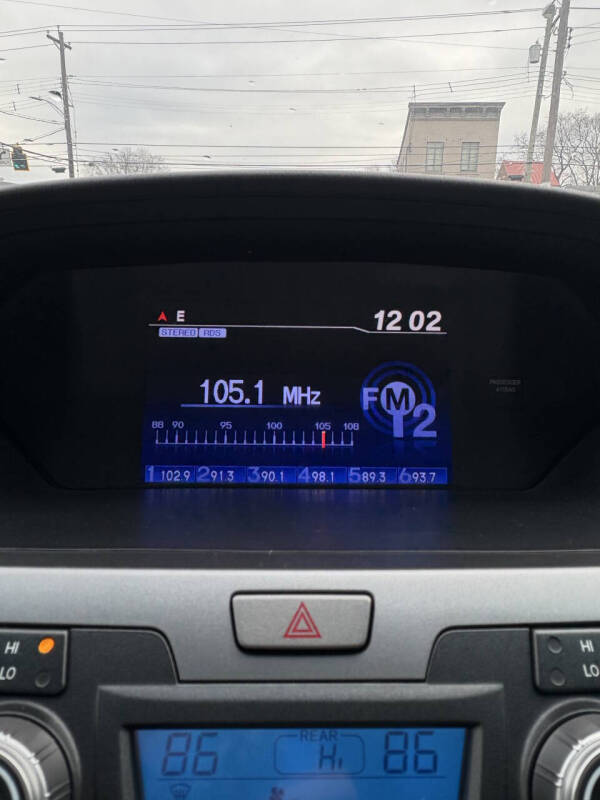 E 12 02
STEREO RDS
105.1 MHz
FM2
88 90 95 100 105 108
1 102.9 2 91.3 3 90.1 4 98.1 5 89.3 6 93.7
PASSENGER
AIRBAG
HI HI
LO LO
REAR
86 Hi 86